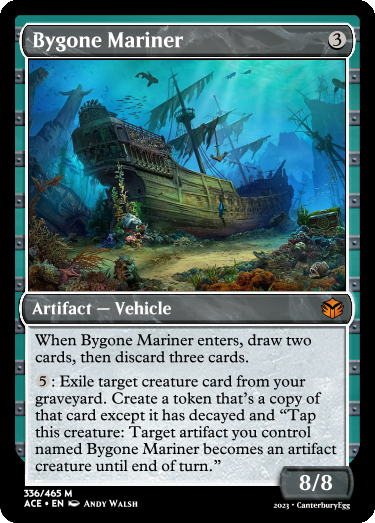 Bygone Mariner 3
Artifact — Vehicle
When Bygone Mariner enters, draw two
cards, then discard three cards.
5 : Exile target creature card from your
graveyard. Create a token that's a copy of
that card except it has decayed and “Tap
this creature: Target artifact you control
named Bygone Mariner becomes an artifact
creature until end of turn.”
8/8
336/465 M
ACE • EN Andy Walsh
2023 • CanterburyEgg